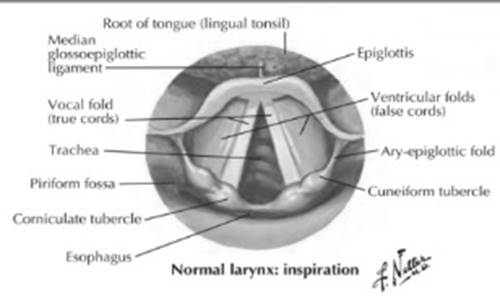 Root of tongue (lingual tonsil)
Median
glossoepiglottic
ligament
Epiglottis
Vocal fold
(true cords)
Ventricular folds
(false cords)
Trachea
Ary-epiglottic fold
Piriform fossa
Cuneiform tubercle
Corniculate tubercle
Esophagus
Normal larynx: inspiration
F. Netter